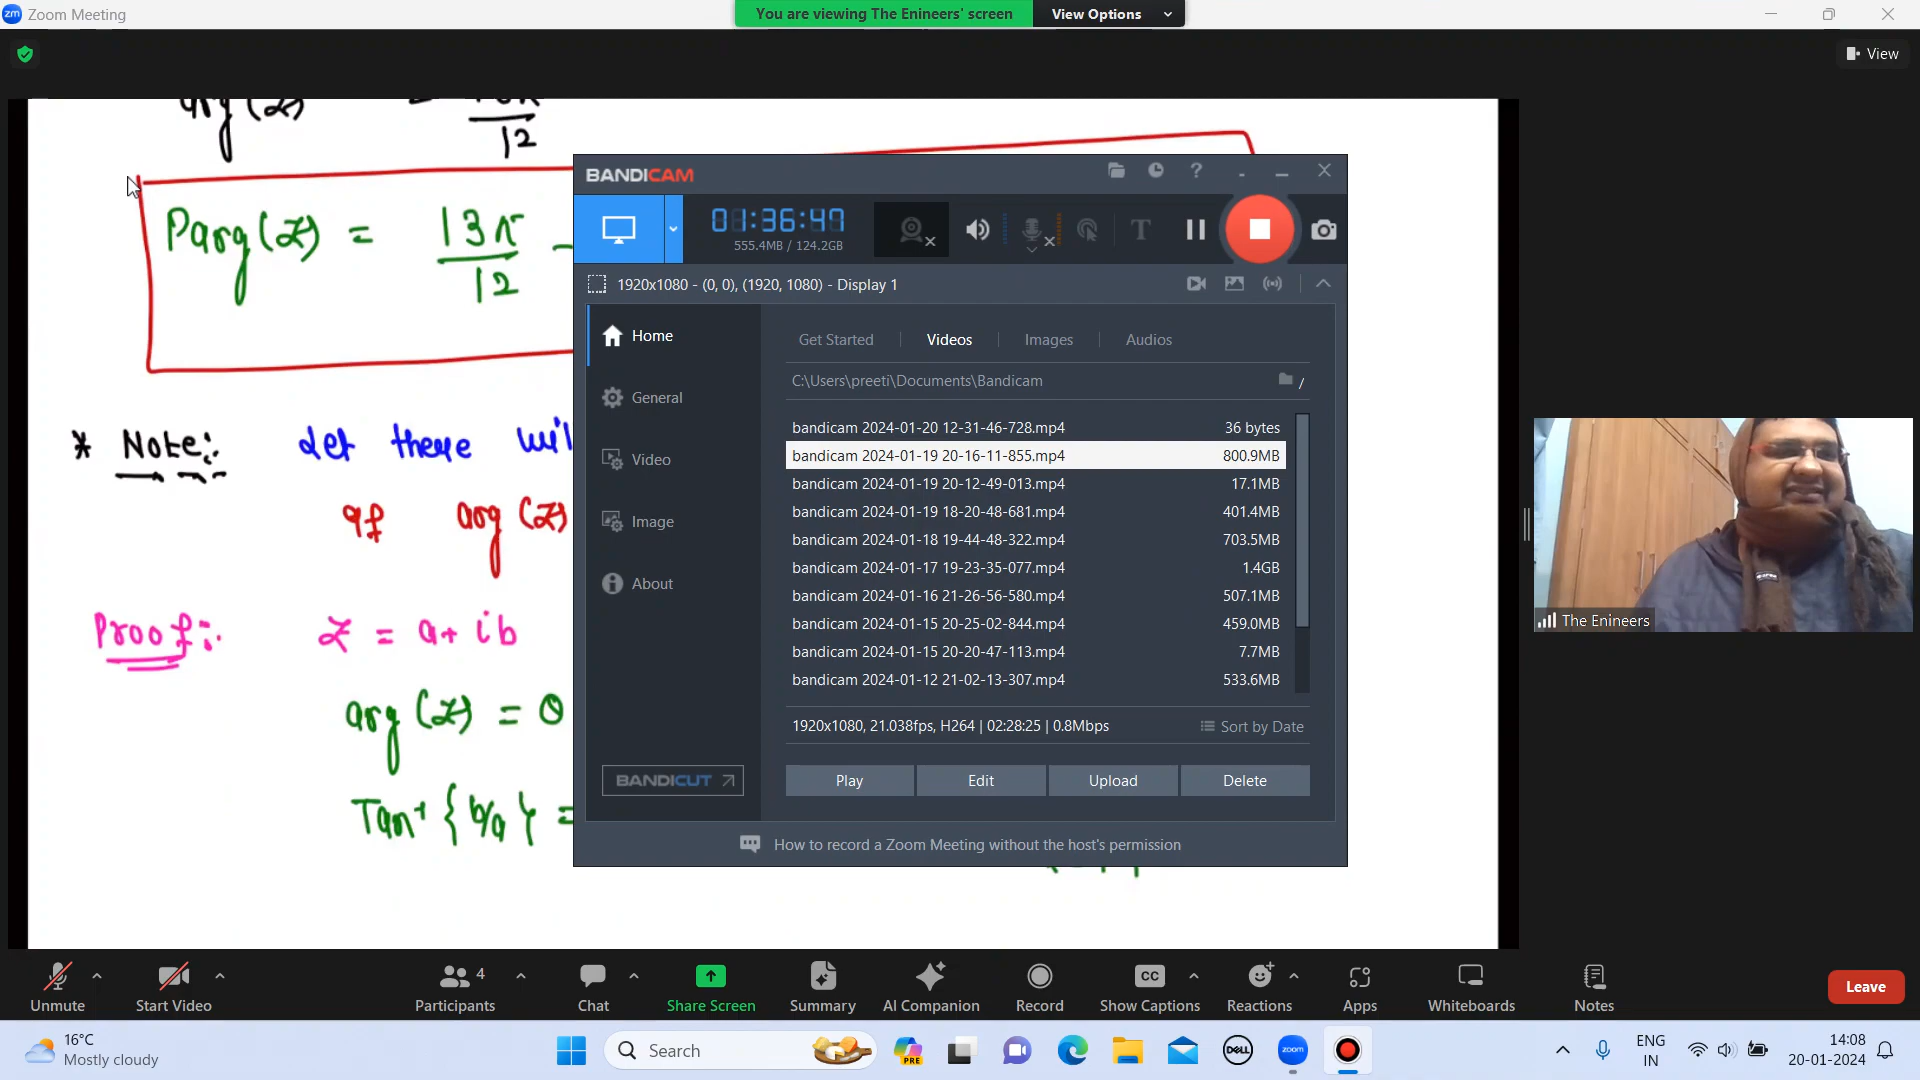 zm Zoom Meeting
You are viewing The Enineers' screen View Options
View
arg (z)
12
Parg(z) = 13π/12 -
* Note:- Let there
if arg (z)
Proof:- z = a + ib
arg (z) = θ
Tan⁻¹ {b/a} =
BANDICAM
01:36:47
555.4MB / 124.2GB
T
1920x1080 - (0, 0), (1920, 1080) - Display 1
Home
General
Video
Image
About
BANDICUT
Get Started Videos Images Audios
C:\Users\preeti\Documents\Bandicam /
bandicam 2024-01-20 12-31-46-728.mp4 36 bytes
bandicam 2024-01-19 20-16-11-855.mp4 800.9MB
bandicam 2024-01-19 20-12-49-013.mp4 17.1MB
bandicam 2024-01-19 18-20-48-681.mp4 401.4MB
bandicam 2024-01-18 19-44-48-322.mp4 703.5MB
bandicam 2024-01-17 19-23-35-077.mp4 1.4GB
bandicam 2024-01-16 21-26-56-580.mp4 507.1MB
bandicam 2024-01-15 20-25-02-844.mp4 459.0MB
bandicam 2024-01-15 20-20-47-113.mp4 7.7MB
bandicam 2024-01-12 21-02-13-307.mp4 533.6MB
1920x1080, 21.038fps, H264 | 02:28:25 | 0.8Mbps Sort by Date
Play Edit Upload Delete
How to record a Zoom Meeting without the host's permission
The Enineers
Unmute Start Video Participants 4 Chat Share Screen Summary AI Companion Record CC Show Captions Reactions Apps Whiteboards Notes Leave
16°C
Mostly cloudy
Search
PRE
DELL
zoom
ENG
IN
14:08
20-01-2024